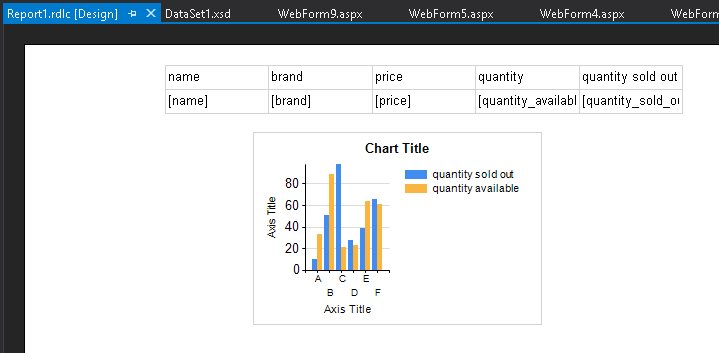 Report1.rdlc [Design] DataSet1.xsd WebForm9.aspx WebForm5.aspx WebForm4.aspx WebForm
name brand price quantity quantity sold out
[name] [brand] [price] [quantity_availabl [quantity_sold_ou
Chart Title
quantity sold out
quantity available
Axis Title
80
60
40
20
0
A B C D E F
Axis Title